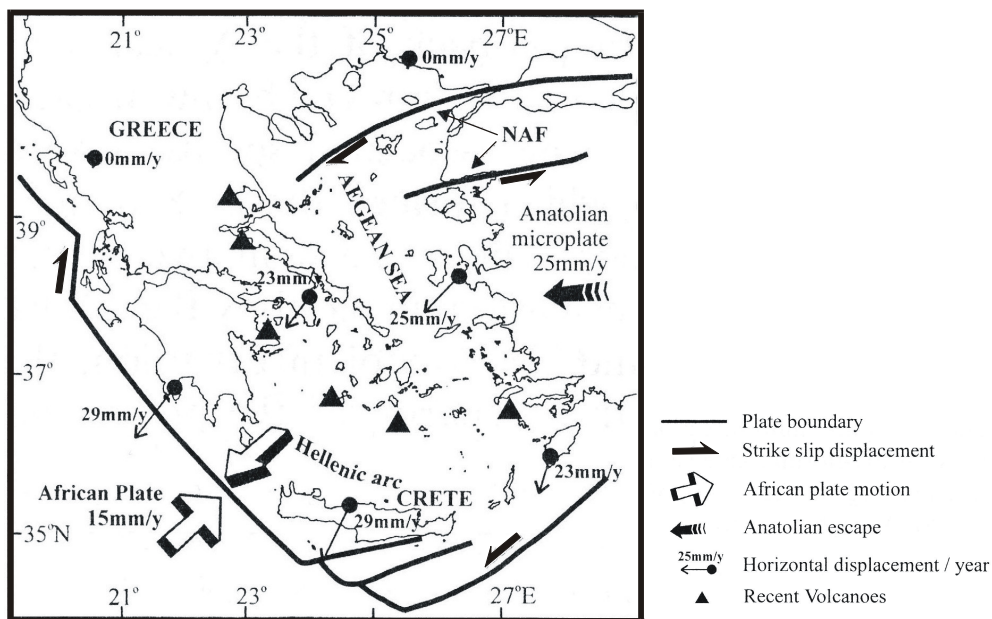 21° 23° 25° 27°E
0mm/y
GREECE
NAF
0mm/y
AEGEAN SEA
39°
Anatolian
microplate
25mm/y
23mm/y
25mm/y
37°
29mm/y
Hellenic arc
23mm/y
African Plate
15mm/y
CRETE
29mm/y
35°N
21° 23° 27°E
Plate boundary
Strike slip displacement
African plate motion
Anatolian escape
25mm/y
Horizontal displacement / year
Recent Volcanoes